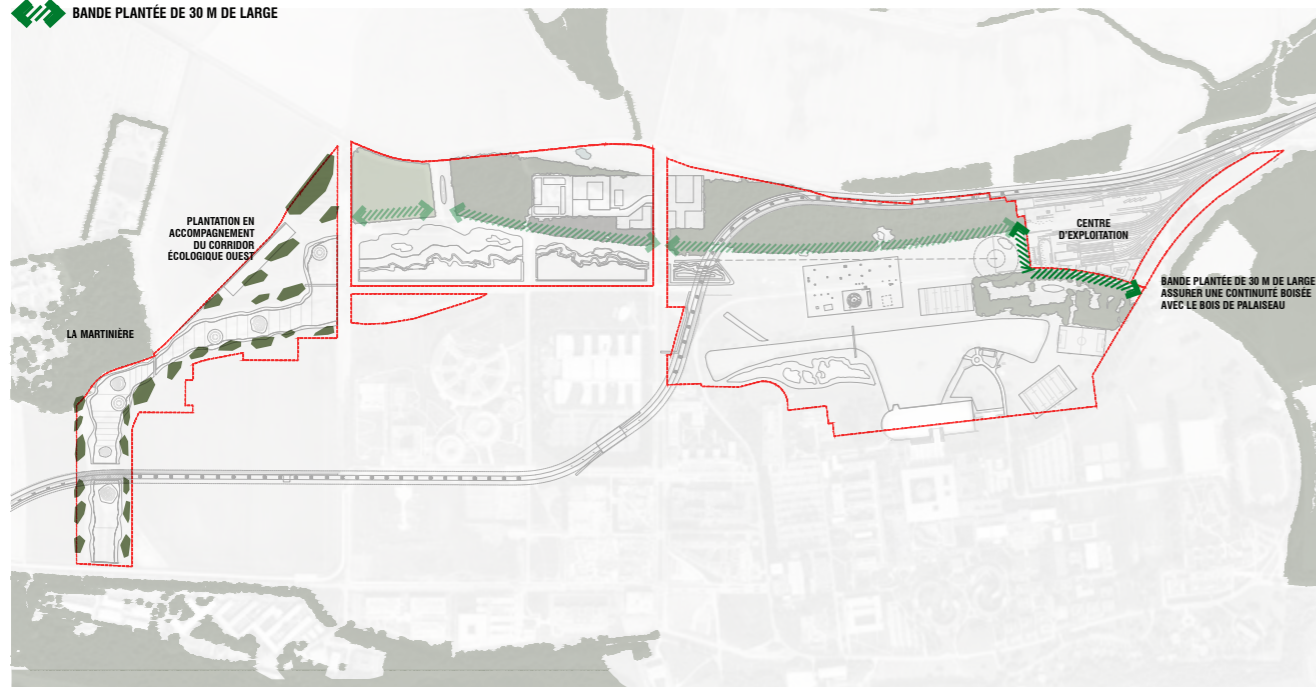 BANDE PLANTÉE DE 30 M DE LARGE
PLANTATION EN
ACCOMPAGNEMENT
DU CORRIDOR
ÉCOLOGIQUE OUEST
LA MARTINIÈRE
CENTRE
D'EXPLOITATION
BANDE PLANTÉE DE 30 M DE LARGE
ASSURER UNE CONTINUITÉ BOISÉE
AVEC LE BOIS DE PALAISEAU